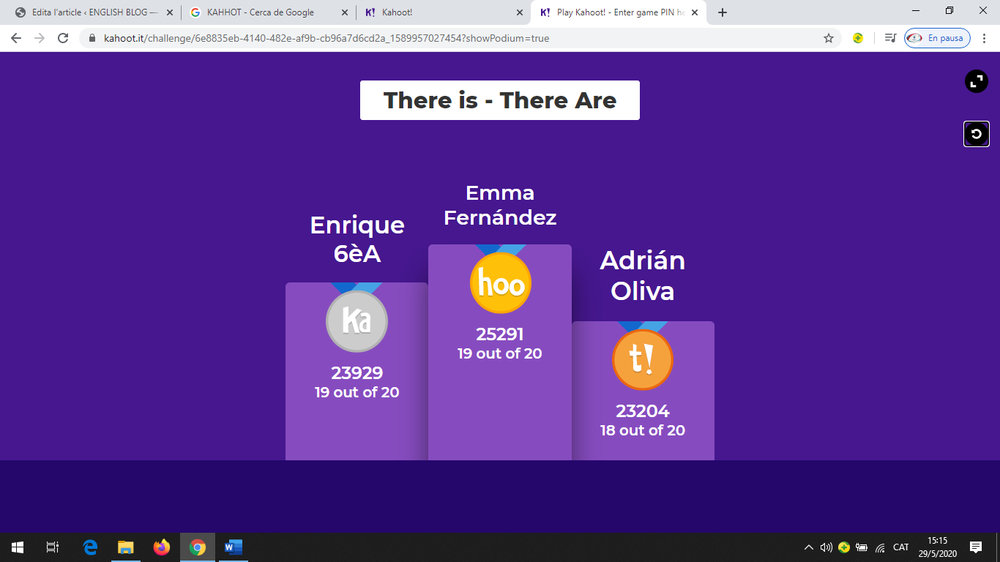 Edita l'article ‹ ENGLISH BLOG —
KAHHOT - Cerca de Google
Kahoot!
Play Kahoot! - Enter game PIN he
kahoot.it/challenge/6e8835eb-4140-482e-af9b-cb96a7d6cd2a_1589957027454?showPodium=true
En pausa
There is - There Are
Emma
Fernández
hoo
25291
19 out of 20
Enrique
6èA
Ka
23929
19 out of 20
Adrián
Oliva
t!
23204
18 out of 20
CAT
15:15
29/5/2020